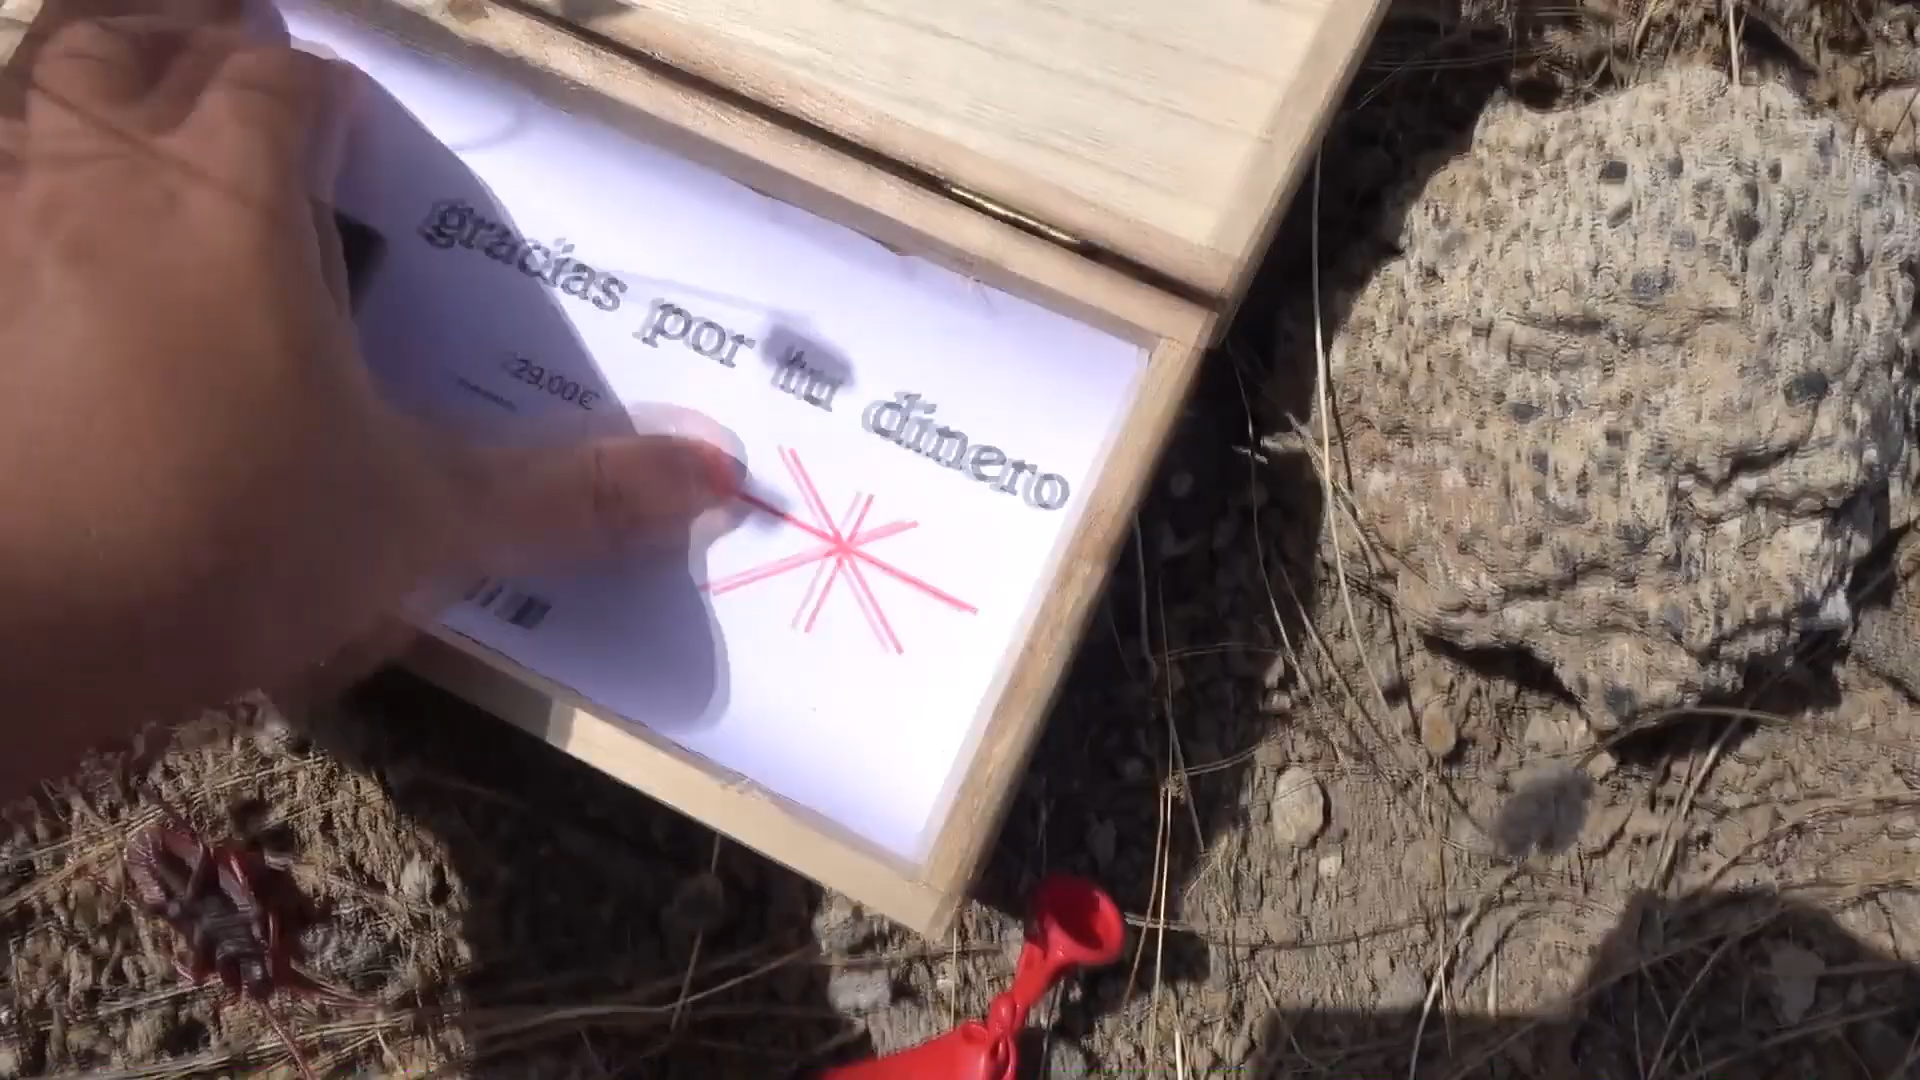 gracias por tu dinero
29,00€